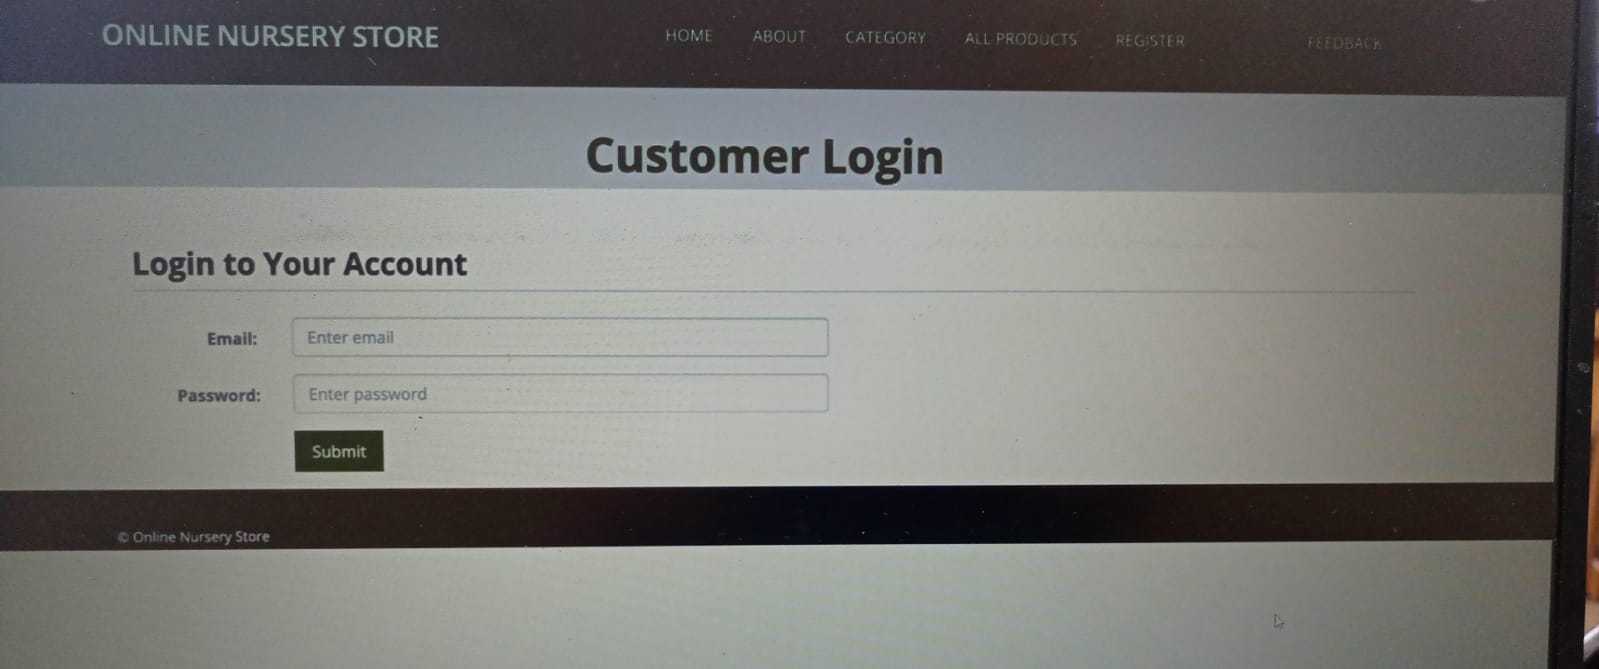 ONLINE NURSERY STORE HOME ABOUT CATEGORY ALL PRODUCTS REGISTER FEEDBACK
Customer Login
Login to Your Account
Email: Enter email
Password: Enter password
Submit
© Online Nursery Store